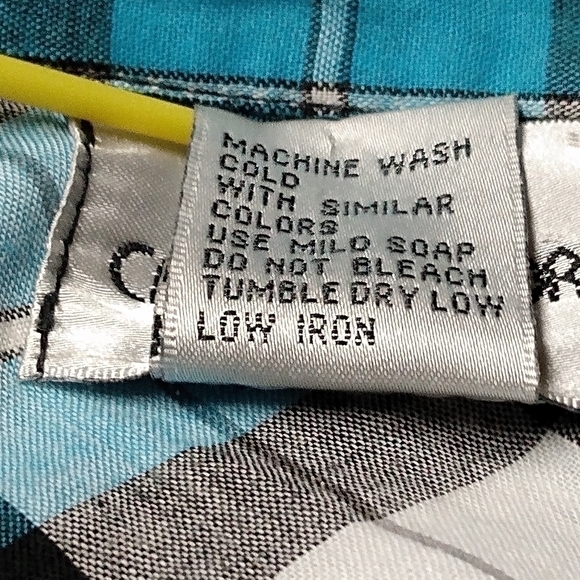 MACHINE WASH
COLD
WITH SIMILAR
COLORS
USE MILD SOAP
DO NOT BLEACH
TUMBLE DRY LOW
LOW IRON